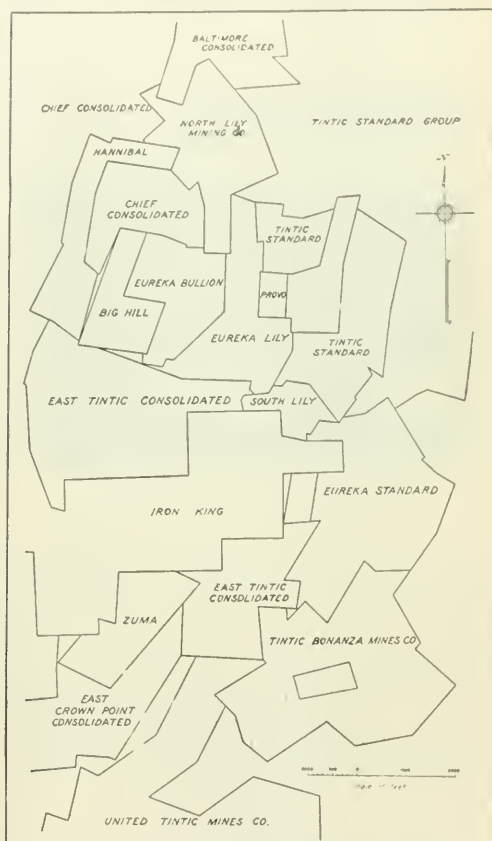 BALTIMORE
CONSOLIDATED
CHIEF CONSOLIDATED
NORTH LILY
MINING CO.
TINTIC STANDARD GROUP
HANNIBAL
CHIEF
CONSOLIDATED
TINTIC
STANDARD
EUREKA BULLION
PROVO
BIG HILL
EUREKA LILY
TINTIC
STANDARD
EAST TINTIC CONSOLIDATED
SOUTH LILY
EUREKA STANDARD
IRON KING
EAST TINTIC
CONSOLIDATED
ZUMA
TINTIC BONANZA MINES CO.
EAST
CROWN POINT
CONSOLIDATED
UNITED TINTIC MINES CO.